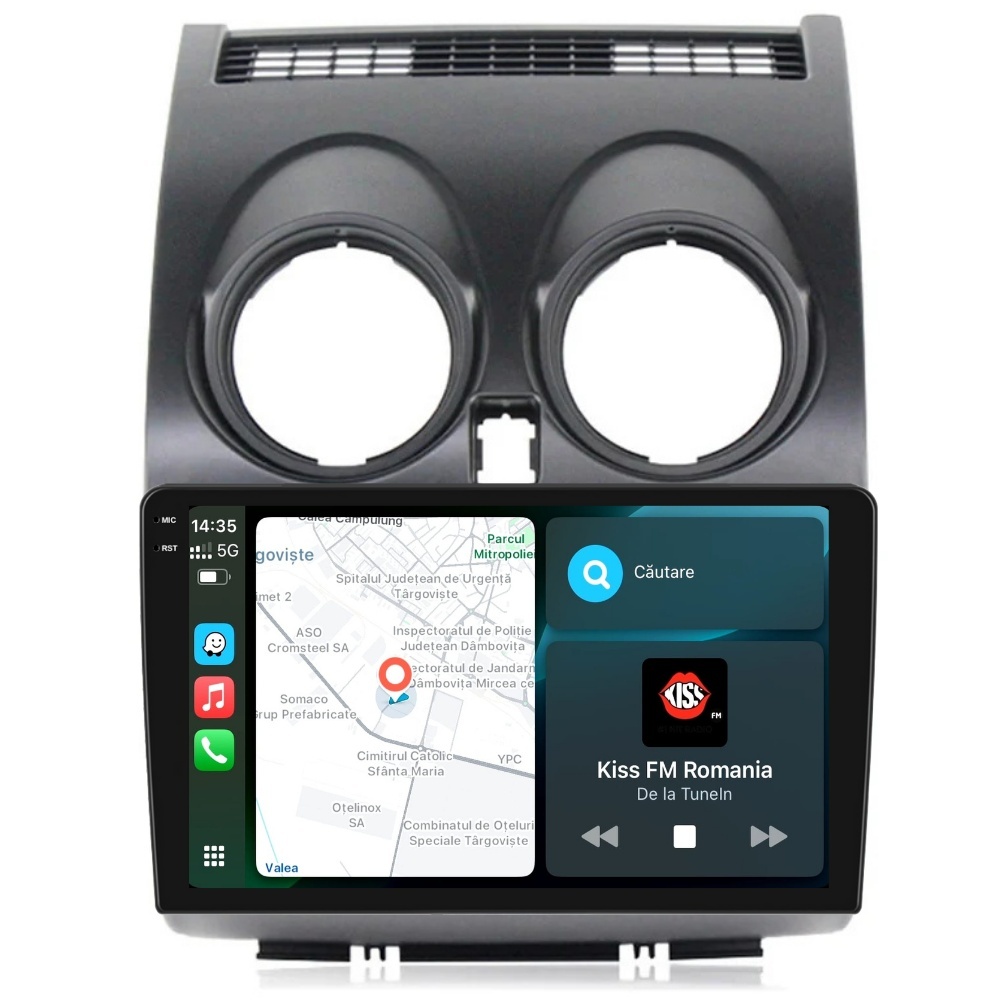 MIC
RST
14:35
5G
Calea Câmpulung
goviște
Parcul
Mitropoliei
Spitalul Județean de Urgență
Târgoviște
imet 2
ASO
Cromsteel SA
Inspectoratul de Poliție
Județean Dâmbovița
ectoratul de Jandarm
Dâmbovița Mircea ce
Somaco
Grup Prefabricate
Cimitirul Catolic
Sfânta Maria
YPC
Oțelinox
SA
Combinatul de Oțeluri
Speciale Târgoviște
Valea
Căutare
KISS
FM
Kiss FM Romania
De la TuneIn